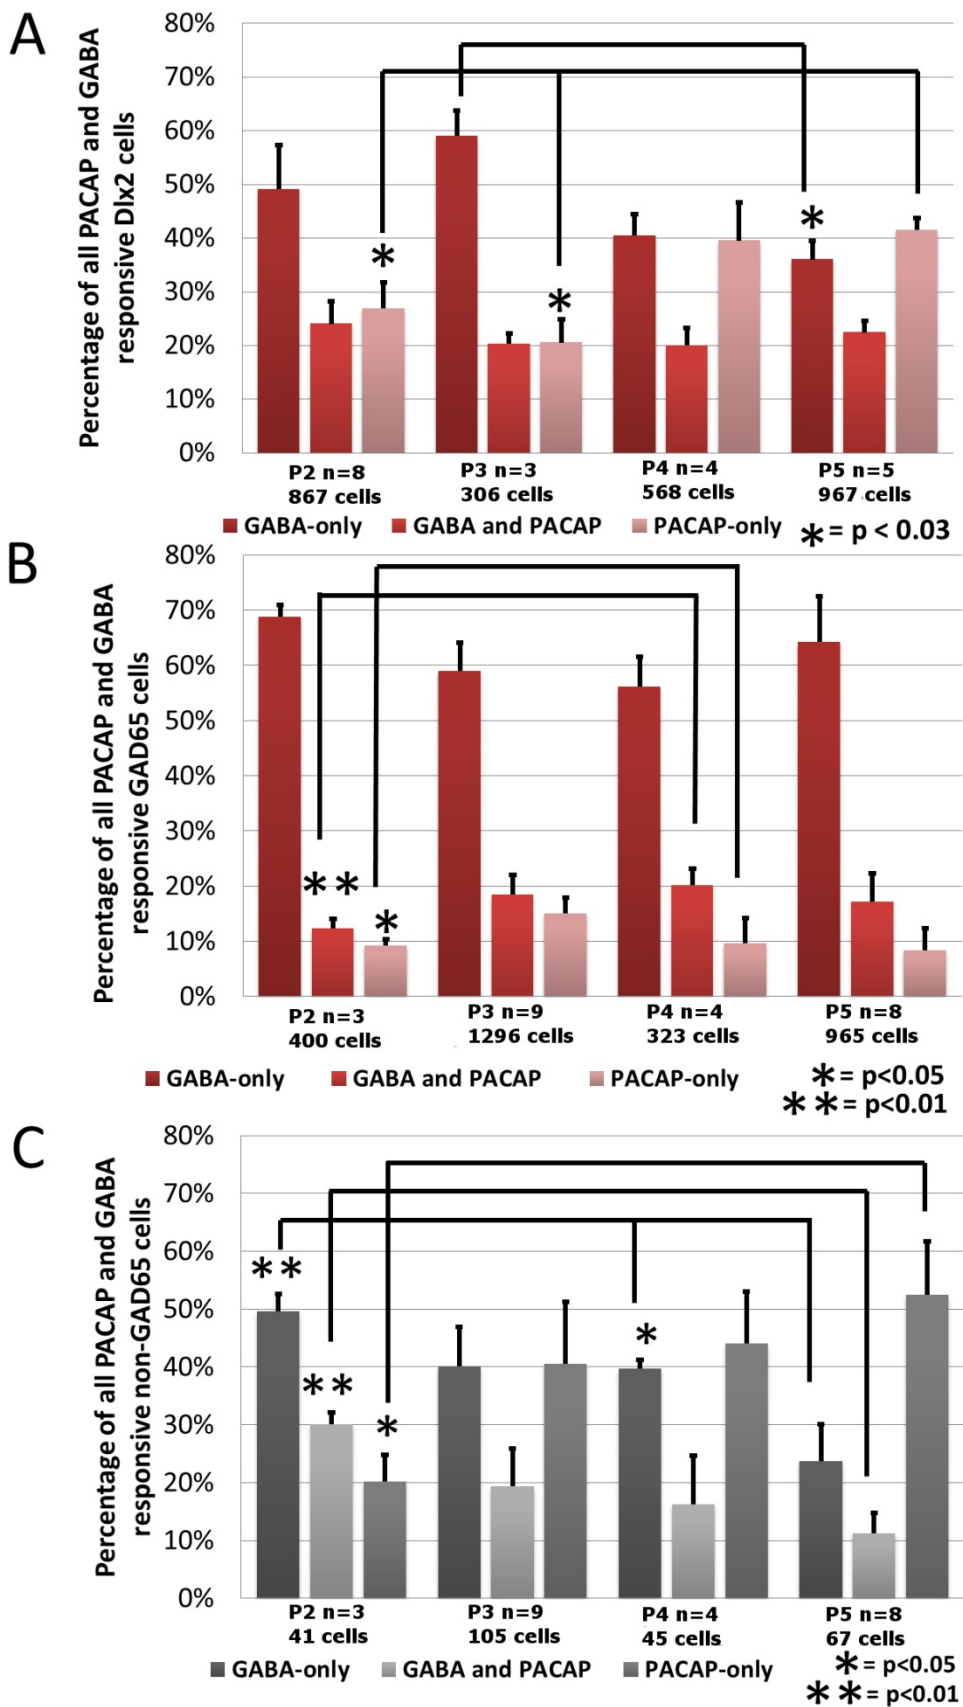 A
Percentage of all PACAP and GABA
responsive Dlx2 cells
80%
70%
60%
50%
40%
30%
20%
10%
0%
*
*
*
P2 n=8
867 cells
P3 n=3
306 cells
P4 n=4
568 cells
P5 n=5
967 cells
GABA-only
GABA and PACAP
PACAP-only
*= p < 0.03
B
Percentage of all PACAP and GABA
responsive GAD65 cells
80%
70%
60%
50%
40%
30%
20%
10%
0%
**
*
P2 n=3
400 cells
P3 n=9
1296 cells
P4 n=4
323 cells
P5 n=8
965 cells
GABA-only
GABA and PACAP
PACAP-only
*= p<0.05
**= p<0.01
C
Percentage of all PACAP and GABA
responsive non-GAD65 cells
80%
70%
60%
50%
40%
30%
20%
10%
0%
**
**
*
*
P2 n=3
41 cells
P3 n=9
105 cells
P4 n=4
45 cells
P5 n=8
67 cells
GABA-only
GABA and PACAP
PACAP-only
*= p<0.05
**= p<0.01